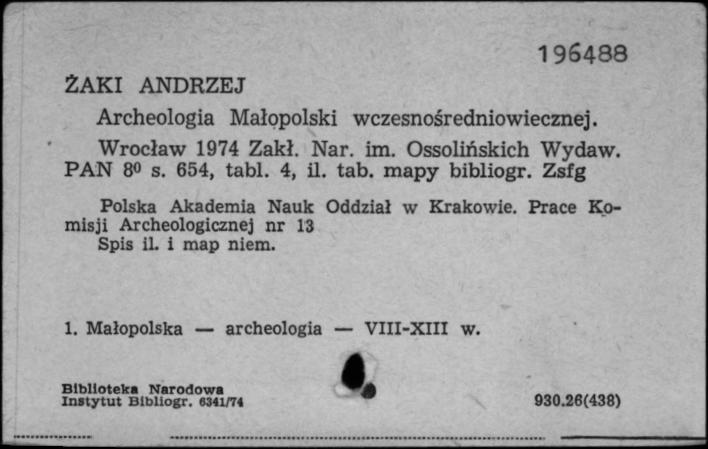 196488
ŻAKI ANDRZEJ
Archeologia Małopolski wczesnośredniowiecznej.
Wrocław 1974 Zakł. Nar. im. Ossolińskich Wydaw.
PAN 8⁰ s. 654, tabl. 4, il. tab. mapy bibliogr. Zsfg
Polska Akademia Nauk Oddział w Krakowie. Prace Ko-
misji Archeologicznej nr 13
Spis il. i map niem.
1. Małopolska — archeologia — VIII-XIII w.
Biblioteka Narodowa
Instytut Bibliogr. 6341/74
930.26(438)